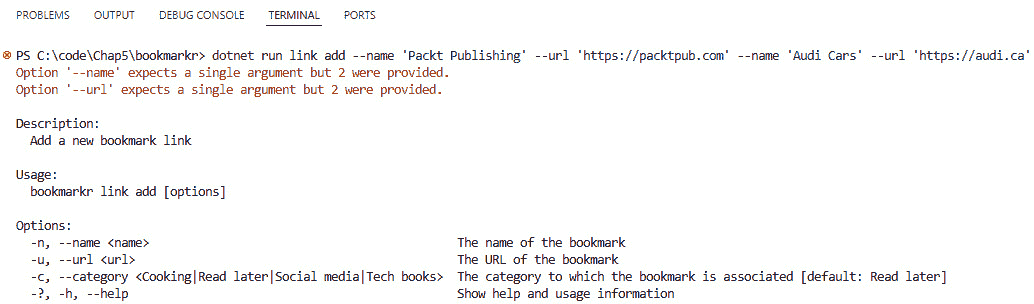 PROBLEMS OUTPUT DEBUG CONSOLE TERMINAL PORTS
PS C:\code\Chap5\bookmarkr> dotnet run link add --name 'Packt Publishing' --url 'https://packtpub.com' --name 'Audi Cars' --url 'https://audi.ca'
Option '--name' expects a single argument but 2 were provided.
Option '--url' expects a single argument but 2 were provided.
Description:
Add a new bookmark link
Usage:
bookmarkr link add [options]
Options:
-n, --name <name> The name of the bookmark
-u, --url <url> The URL of the bookmark
-c, --category <Cooking|Read later|Social media|Tech books> The category to which the bookmark is associated [default: Read later]
-?, -h, --help Show help and usage information